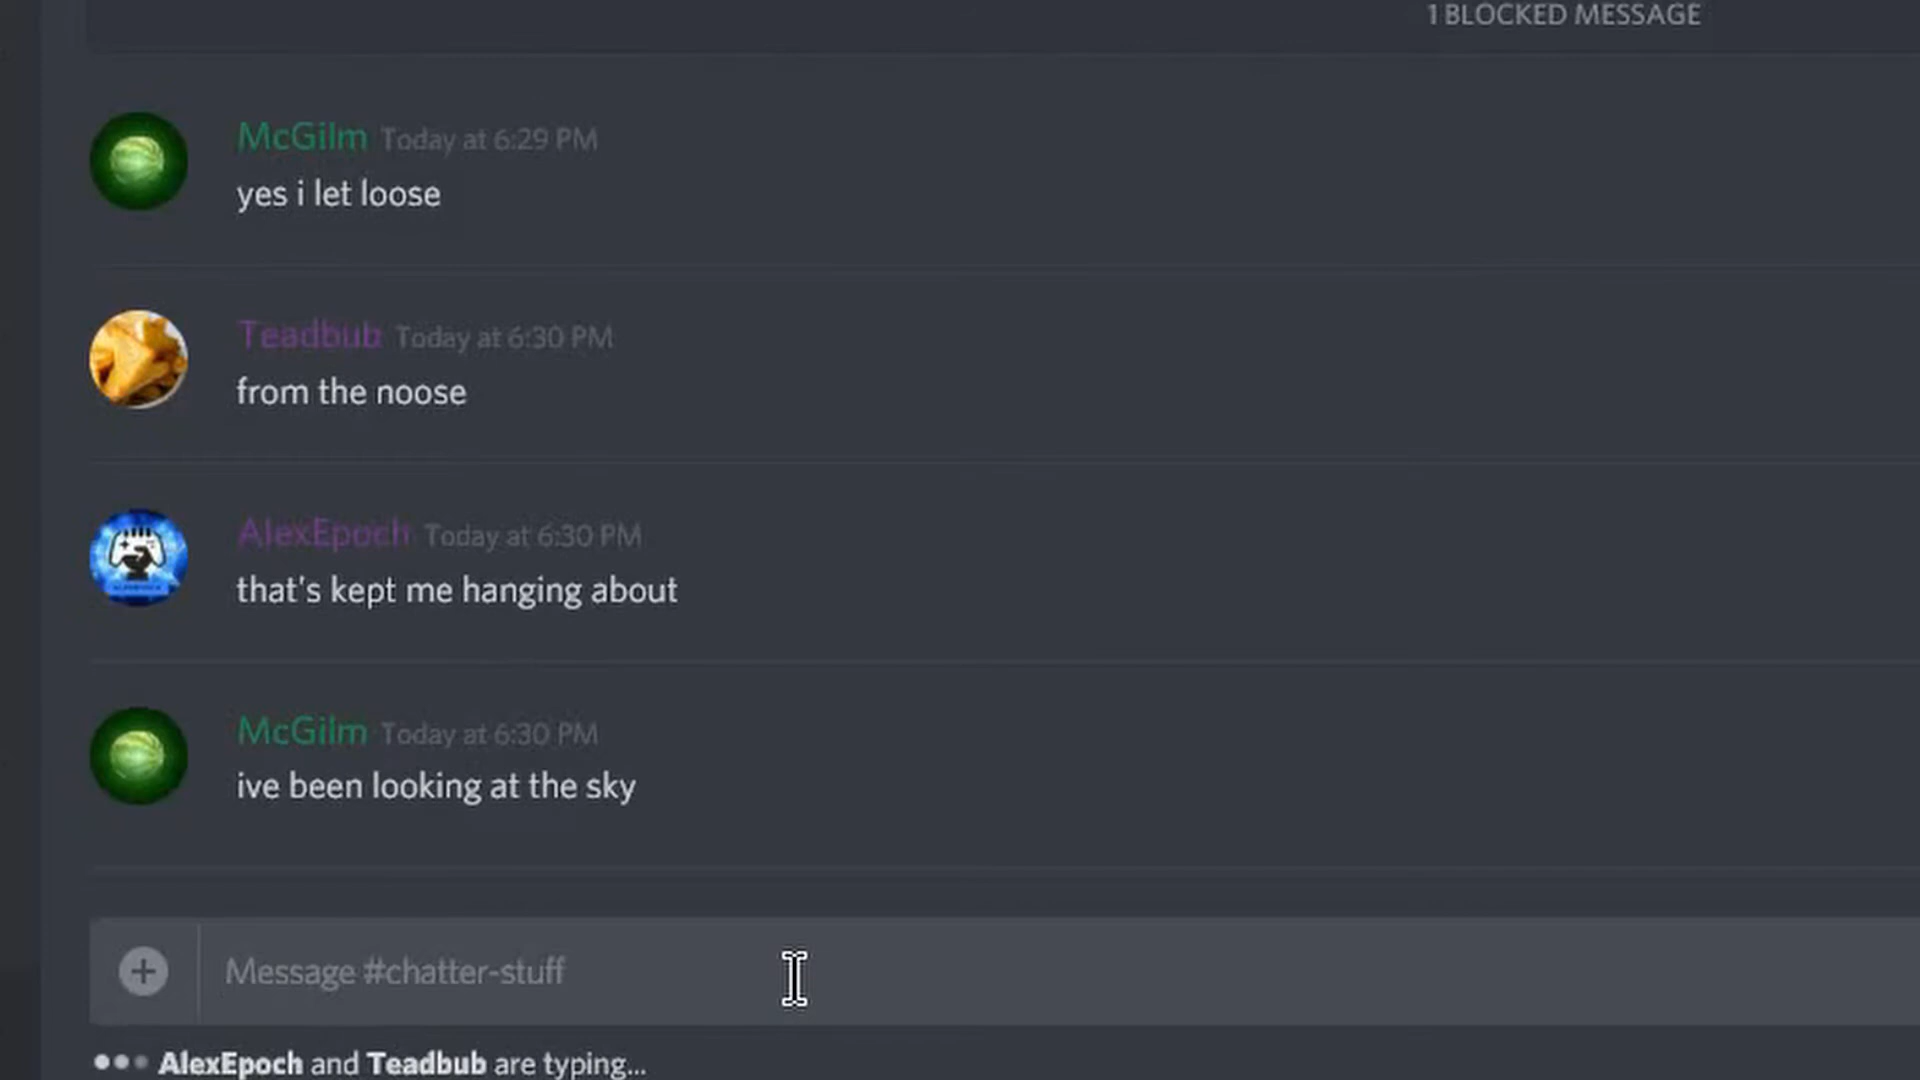 1 BLOCKED MESSAGE
McGilm Today at 6:29 PM
yes i let loose
Teadbub Today at 6:30 PM
from the noose
AlexEpoch Today at 6:30 PM
that's kept me hanging about
McGilm Today at 6:30 PM
ive been looking at the sky
Message #chatter-stuff
AlexEpoch and Teadbub are typing...